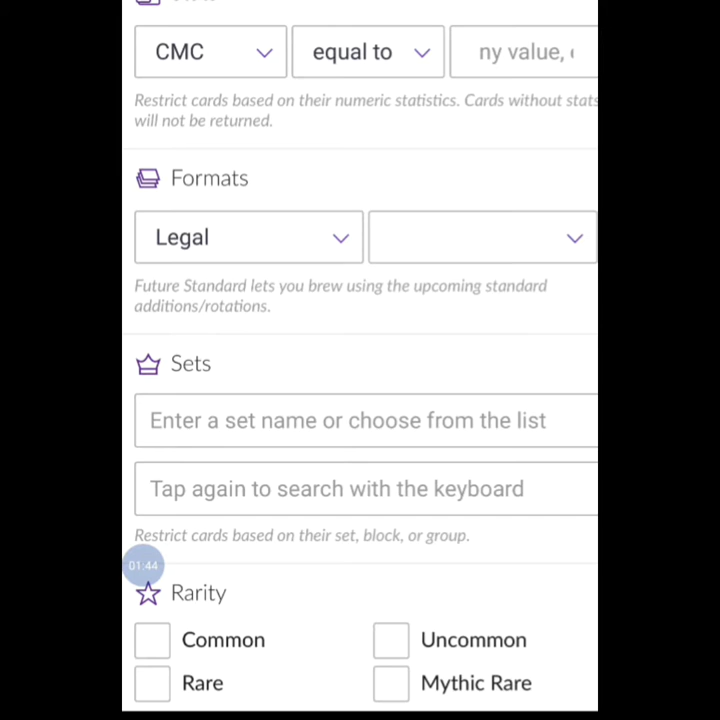 CMC equal to ny value,
Restrict cards based on their numeric statistics. Cards without stats
will not be returned.
Formats
Legal
Future Standard lets you brew using the upcoming standard
additions/rotations.
Sets
Enter a set name or choose from the list
Tap again to search with the keyboard
Restrict cards based on their set, block, or group.
01:44
Rarity
Common Uncommon
Rare Mythic Rare